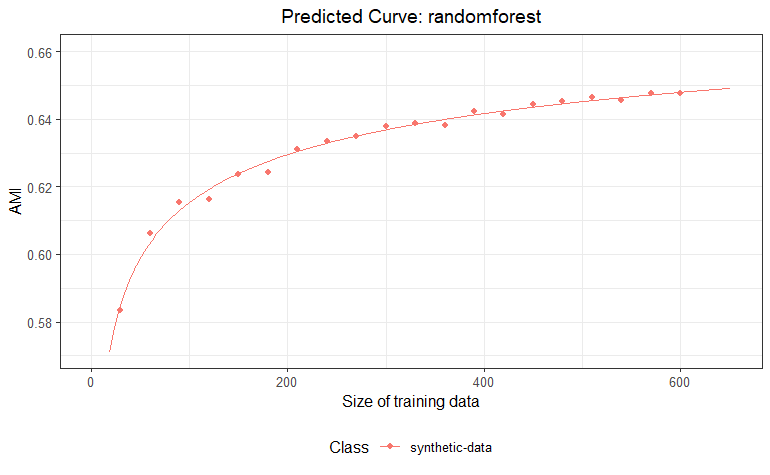 Predicted Curve: randomforest
0.66
0.64
0.62
0.60
0.58
AMI
0 200 400 600
Size of training data
Class synthetic-data